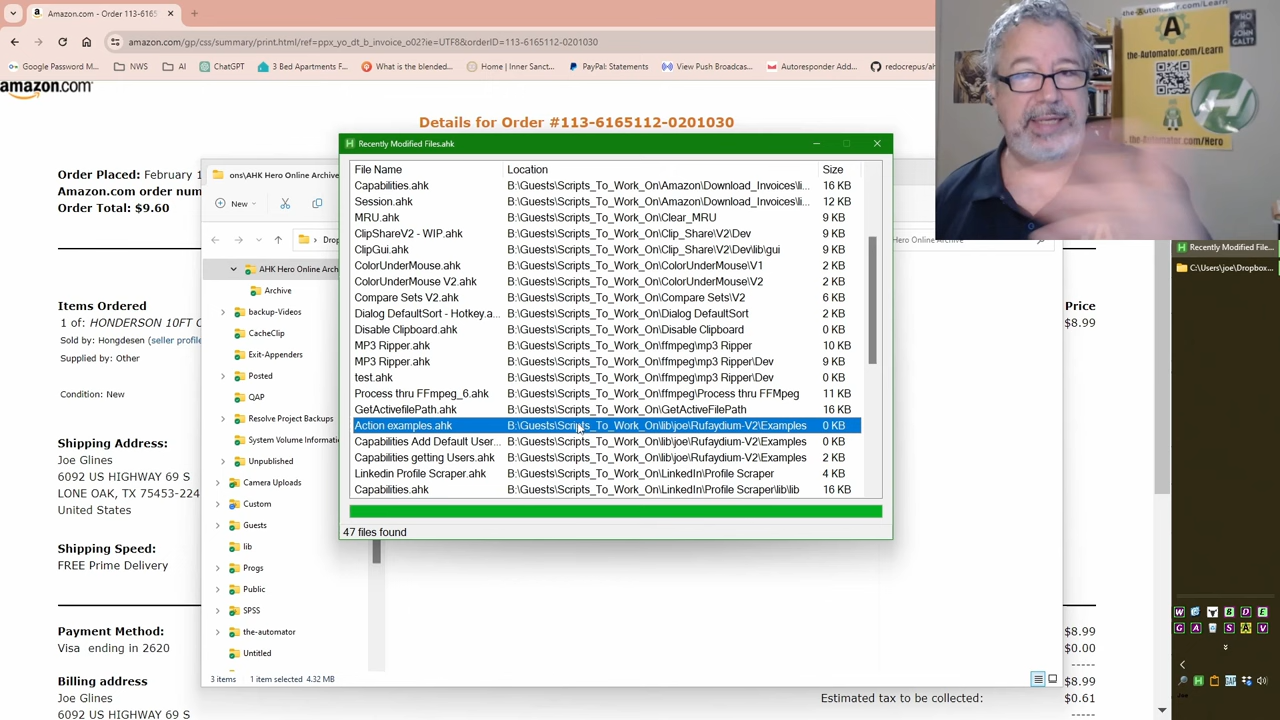 Amazon.com - Order 113-6165
amazon.com/gp/css/summary/print.html/ref=ppx_yo_dt_b_invoice_o02?ie=UTF8&orderID=113-6165112-0201030
Google Password M... NWS AI ChatGPT 3 Bed Apartments F... What is the b... | Inner Sanct... PayPal: Statements View Push Broadcas... Autoresponder Add... redocrepus/ah
amazon.com
Details for Order #113-6165112-0201030
Order Placed: February 1
Amazon.com order num
Order Total: $9.60
Items Ordered
Price
1 of: HONDERSON 10FT C
$8.99
Sold by: Hongdesen (seller profile
Supplied by: Other
Condition: New
Shipping Address:
Joe Glines
6092 US HIGHWAY 69 S
LONE OAK, TX 75453-224
United States
Shipping Speed:
FREE Prime Delivery
Payment Method:
Visa ending in 2620
Billing address
Joe Glines
6092 US HIGHWAY 69 S
$8.99
$0.00
-----
$8.99
Estimated tax to be collected: $0.61
-----
ons\AHK Hero Online Archive
New
Drop
Hero Online Archive
AHK Hero Online Arch
Archive
backup-Videos
CacheClip
Exit-Appenders
Posted
QAP
Resolve Project Backups
System Volume Informati
Unpublished
Camera Uploads
Custom
Guests
lib
Progs
Public
SPSS
the-automator
Untitled
3 items 1 item selected 4.32 MB
Recently Modified Files.ahk
File Name Location Size
Capabilities.ahk B:\Guests\Scripts_To_Work_On\Amazon\Download_Invoices\li... 16 KB
Session.ahk B:\Guests\Scripts_To_Work_On\Amazon\Download_Invoices\li... 12 KB
MRU.ahk B:\Guests\Scripts_To_Work_On\Clear_MRU 9 KB
ClipShareV2 - WIP.ahk B:\Guests\Scripts_To_Work_On\Clip_Share\V2\Dev 9 KB
ClipGui.ahk B:\Guests\Scripts_To_Work_On\Clip_Share\V2\Dev\lib\gui 9 KB
ColorUnderMouse.ahk B:\Guests\Scripts_To_Work_On\ColorUnderMouse\V1 2 KB
ColorUnderMouse V2.ahk B:\Guests\Scripts_To_Work_On\ColorUnderMouse\V2 2 KB
Compare Sets V2.ahk B:\Guests\Scripts_To_Work_On\Compare Sets\V2 6 KB
Dialog DefaultSort - Hotkey.a... B:\Guests\Scripts_To_Work_On\Dialog DefaultSort 2 KB
Disable Clipboard.ahk B:\Guests\Scripts_To_Work_On\Disable Clipboard 0 KB
MP3 Ripper.ahk B:\Guests\Scripts_To_Work_On\ffmpeg\mp3 Ripper 10 KB
MP3 Ripper.ahk B:\Guests\Scripts_To_Work_On\ffmpeg\mp3 Ripper\Dev 9 KB
test.ahk B:\Guests\Scripts_To_Work_On\ffmpeg\mp3 Ripper\Dev 0 KB
Process thru FFmpeg_6.ahk B:\Guests\Scripts_To_Work_On\ffmpeg\Process thru FFMpeg 11 KB
GetActivefilePath.ahk B:\Guests\Scripts_To_Work_On\GetActiveFilePath 16 KB
Action examples.ahk B:\Guests\Scripts_To_Work_On\lib\joe\Rufaydium-V2\Examples 0 KB
Capabilities Add Default User... B:\Guests\Scripts_To_Work_On\lib\joe\Rufaydium-V2\Examples 0 KB
Capabilities getting Users.ahk B:\Guests\Scripts_To_Work_On\lib\joe\Rufaydium-V2\Examples 2 KB
Linkedin Profile Scraper.ahk B:\Guests\Scripts_To_Work_On\LinkedIn\Profile Scraper 4 KB
Capabilities.ahk B:\Guests\Scripts_To_Work_On\LinkedIn\Profile Scraper\lib\lib 16 KB
47 files found
the-Automator.com/Learn
A
WHO IS JOHN GALT?
the-Automator.com/Hero
Recently Modified File...
C:\Users\joe\Dropbox...
W Y B D E
G A S A V